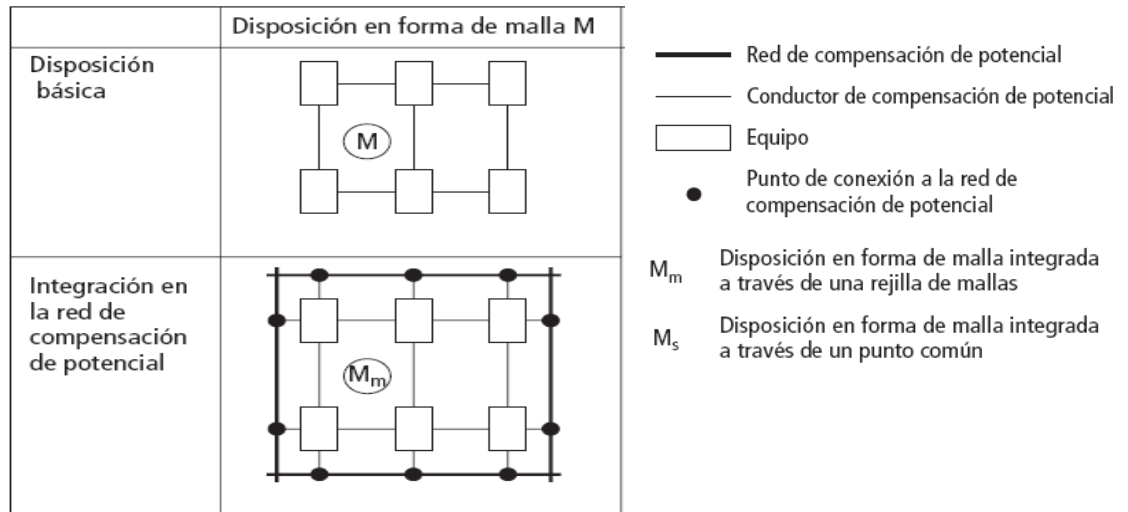 Disposición en forma de malla M
Disposición
básica
M
Integración en
la red de
compensación
de potencial
Mm
Red de compensación de potencial
Conductor de compensación de potencial
Equipo
Punto de conexión a la red de
compensación de potencial
Mm Disposición en forma de malla integrada
a través de una rejilla de mallas
Ms Disposición en forma de malla integrada
a través de un punto común